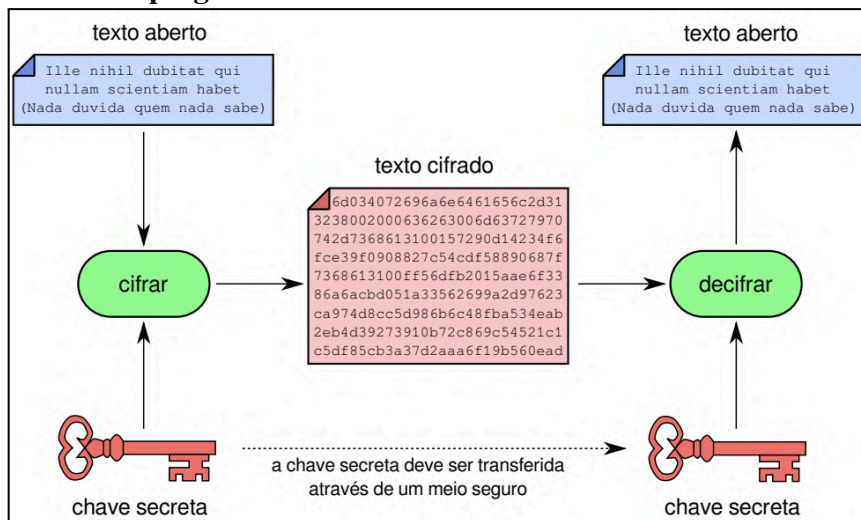 texto aberto
Ille nihil dubitat qui
nullam scientiam habet
(Nada duvida quem nada sabe)
texto aberto
Ille nihil dubitat qui
nullam scientiam habet
(Nada duvida quem nada sabe)
texto cifrado
6d034072696a6e6461656c2d31
3238002000636263006d63727970
742d7368613100157290d14234f6
fce39f0908827c54cdf58890687f
7368613100ff56dfb2015aae6f33
86a6acbd051a33562699a2d97623
ca974d8cc5d986b6c48fba534eab
2eb4d39273910b72c869c54521c1
c5df85cb3a37d2aaa6f19b560ead
cifrar
decifrar
a chave secreta deve ser transferida
através de um meio seguro
chave secreta
chave secreta